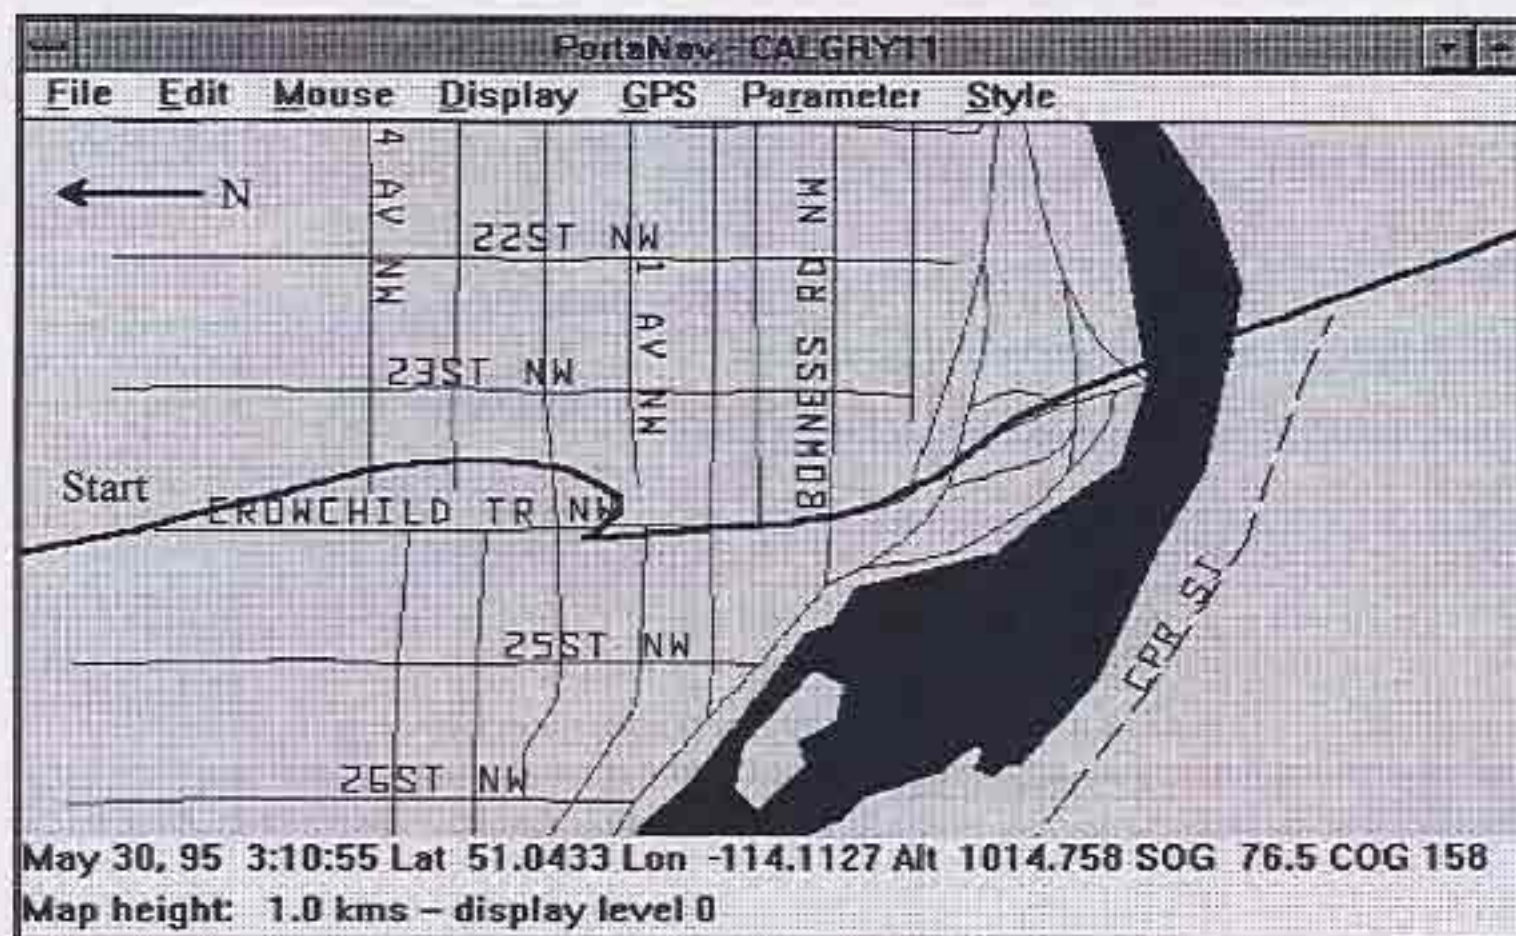 PortaNav - CALGRY11
File Edit Mouse Display GPS Parameter Style
N
4 AV NW
22ST NW
1 AV NW
BOWNESS RD NW
23ST NW
Start
CROWCHILD TR NW
25ST NW
CPR SI
26ST NW
May 30, 95 3:10:55 Lat 51.0433 Lon -114.1127 Alt 1014.758 SOG 76.5 COG 158
Map height: 1.0 kms – display level 0